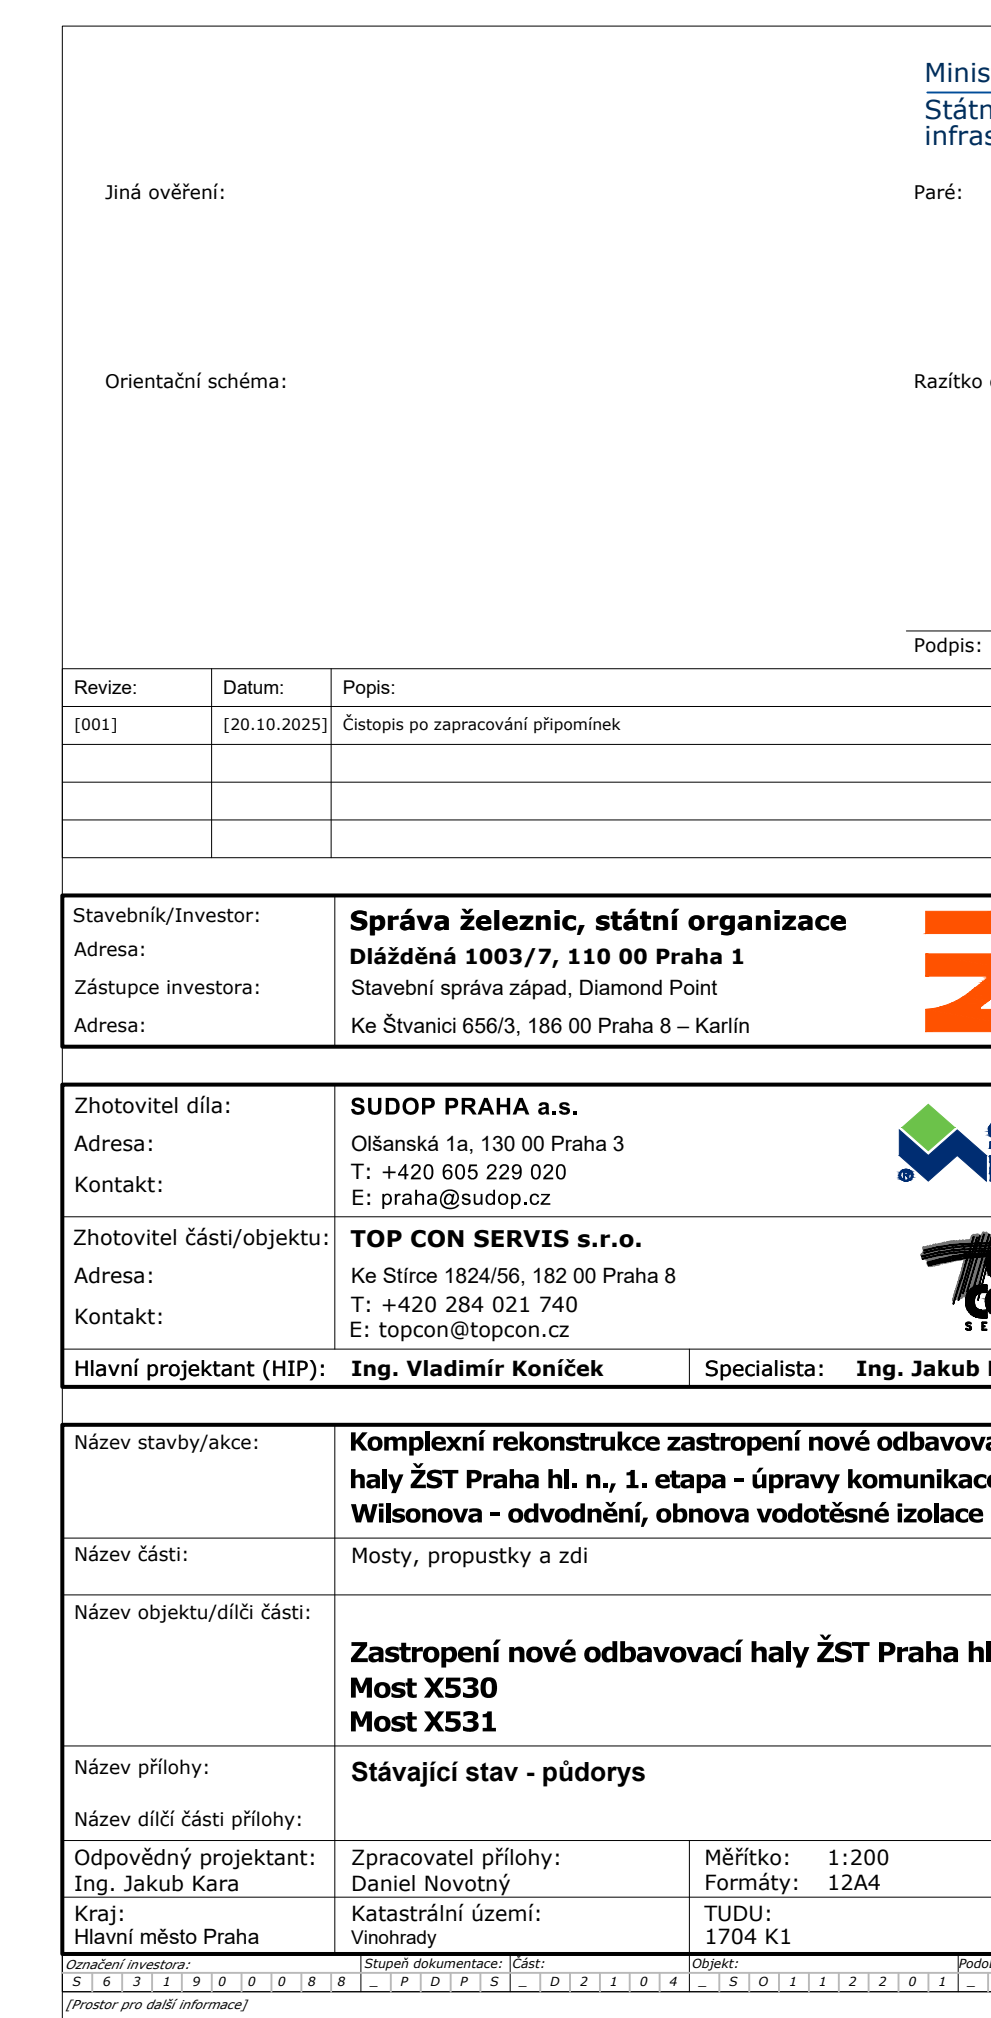 Minis
Státn
infras
Jiná ověření:
Paré:
Orientační schéma:
Razítko
Podpis:
Revize: Datum: Popis:
[001] [20.10.2025] Čistopis po zapracování připomínek
Stavebník/Investor: Správa železnic, státní organizace
Adresa: Dlážděná 1003/7, 110 00 Praha 1
Zástupce investora: Stavební správa západ, Diamond Point
Adresa: Ke Štvanici 656/3, 186 00 Praha 8 – Karlín
Zhotovitel díla: SUDOP PRAHA a.s.
Adresa: Olšanská 1a, 130 00 Praha 3
Kontakt: T: +420 605 229 020
E: praha@sudop.cz
Zhotovitel části/objektu: TOP CON SERVIS s.r.o.
Adresa: Ke Stírce 1824/56, 182 00 Praha 8
Kontakt: T: +420 284 021 740
E: topcon@topcon.cz
Hlavní projektant (HIP): Ing. Vladimír Koníček Specialista: Ing. Jakub
Název stavby/akce: Komplexní rekonstrukce zastropení nové odbavova
haly ŽST Praha hl. n., 1. etapa - úpravy komunikace
Wilsonova - odvodnění, obnova vodotěsné izolace
Název části: Mosty, propustky a zdi
Název objektu/dílči části:
Zastropení nové odbavovací haly ŽST Praha hl
Most X530
Most X531
Název přílohy: Stávající stav - půdorys
Název dílčí části přílohy:
Odpovědný projektant: Zpracovatel přílohy: Měřítko: 1:200
Ing. Jakub Kara Daniel Novotný Formáty: 12A4
Kraj: Katastrální území: TUDU:
Hlavní město Praha Vinohrady 1704 K1
Označení investora: Stupeň dokumentace: Část: Objekt: Podo
S 6 3 1 9 0 0 0 8 8 _ P D P S _ D 2 1 0 4 _ S O 1 1 2 2 0 1 _
[Prostor pro další informace]